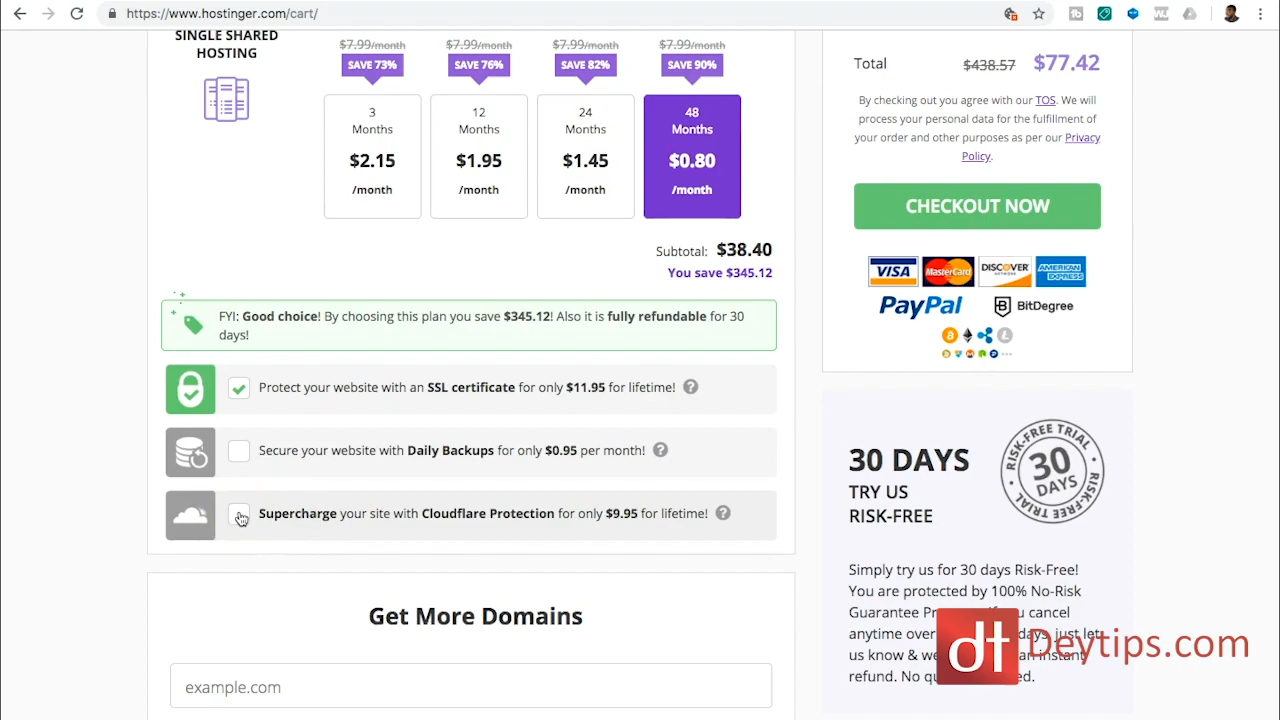 https://www.hostinger.com/cart/
SINGLE SHARED
HOSTING
$7.99/month
SAVE 73%
3
Months
$2.15
/month
$7.99/month
SAVE 76%
12
Months
$1.95
/month
$7.99/month
SAVE 82%
24
Months
$1.45
/month
$7.99/month
SAVE 90%
48
Months
$0.80
/month
Subtotal: $38.40
You save $345.12
FYI: Good choice! By choosing this plan you save $345.12! Also it is fully refundable for 30
days!
Protect your website with an SSL certificate for only $11.95 for lifetime! ?
Secure your website with Daily Backups for only $0.95 per month! ?
Supercharge your site with Cloudflare Protection for only $9.95 for lifetime! ?
Get More Domains
example.com
Total $438.57 $77.42
By checking out you agree with our TOS. We will
process your personal data for the fulfillment of
your order and other purposes as per our Privacy
Policy.
CHECKOUT NOW
VISA MasterCard DISCOVER NETWORK AMERICAN EXPRESS
PayPal B BitDegree
30 DAYS
TRY US
RISK-FREE
RISK-FREE TRIAL
30
DAYS
RISK-FREE TRIAL
Simply try us for 30 days Risk-Free!
You are protected by 100% No-Risk
Guarantee cancel
anytime over days, just let
us know & instant
refund. No
dt Deytips.com